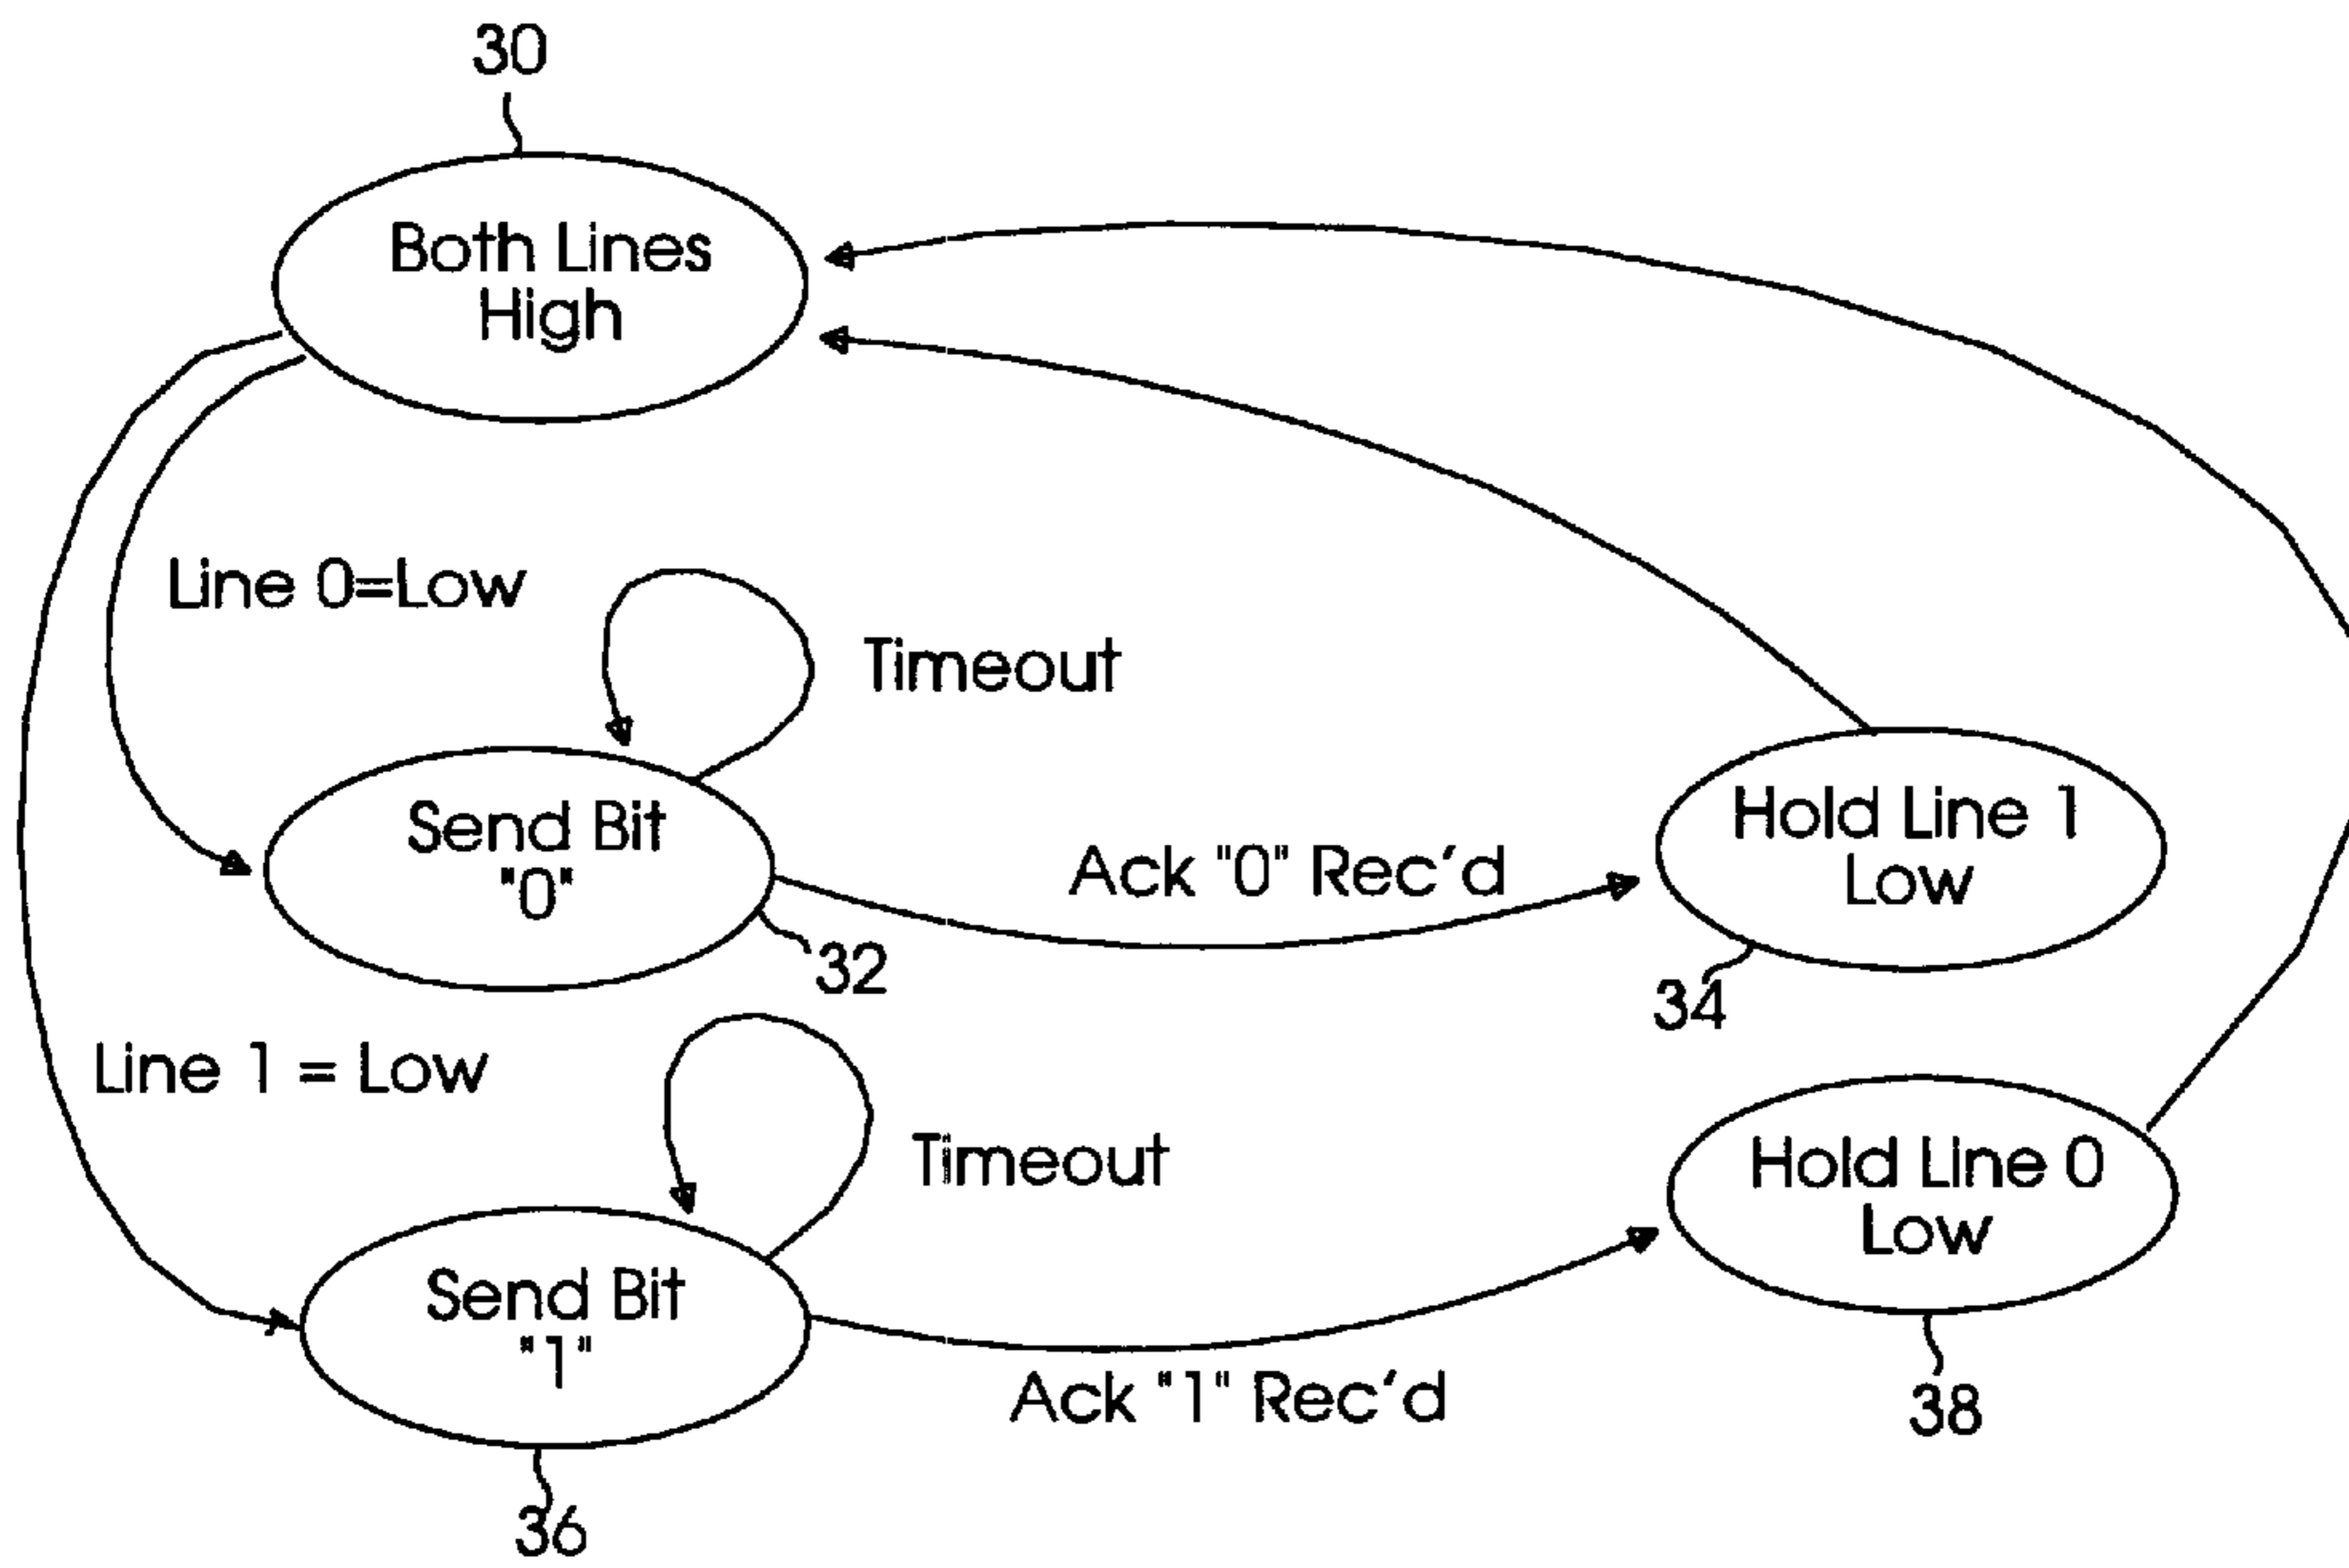 30
Both Lines
High
Line 0=Low
Timeout
Send Bit
"0"
32
Ack "0" Rec'd
Hold Line 1
Low
34
Line 1 = Low
Timeout
Send Bit
"1"
36
Ack "1" Rec'd
Hold Line 0
Low
38